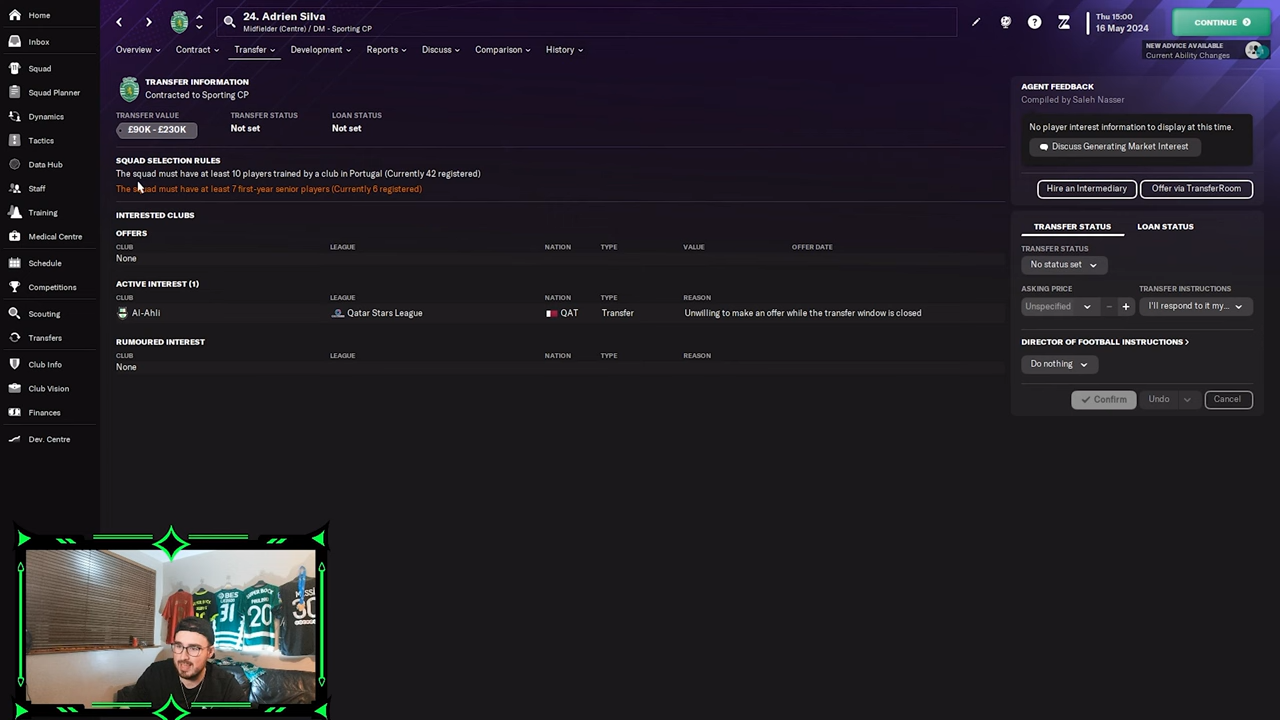 Home
Inbox
Squad
Squad Planner
Dynamics
Tactics
Data Hub
Staff
Training
Medical Centre
Schedule
Competitions
Scouting
Transfers
Club Info
Club Vision
Finances
Dev. Centre
24. Adrien Silva
Midfielder (Centre) / DM - Sporting CP
Thu 15:00
16 May 2024
CONTINUE
NEW ADVICE AVAILABLE
Current Ability Changes
Overview Contract Transfer Development Reports Discuss Comparison History
TRANSFER INFORMATION
Contracted to Sporting CP
TRANSFER VALUE TRANSFER STATUS LOAN STATUS
£90K - £230K Not set Not set
SQUAD SELECTION RULES
The squad must have at least 10 players trained by a club in Portugal (Currently 42 registered)
The squad must have at least 7 first-year senior players (Currently 6 registered)
INTERESTED CLUBS
OFFERS
CLUB LEAGUE NATION TYPE VALUE OFFER DATE
None
ACTIVE INTEREST (1)
CLUB LEAGUE NATION TYPE REASON
Al-Ahli Qatar Stars League QAT Transfer Unwilling to make an offer while the transfer window is closed
RUMOURED INTEREST
CLUB LEAGUE NATION TYPE REASON
None
AGENT FEEDBACK
Compiled by Saleh Nasser
No player interest information to display at this time.
Discuss Generating Market Interest
Hire an Intermediary Offer via TransferRoom
TRANSFER STATUS LOAN STATUS
TRANSFER STATUS
No status set
ASKING PRICE TRANSFER INSTRUCTIONS
Unspecified − + I'll respond to it my...
DIRECTOR OF FOOTBALL INSTRUCTIONS >
Do nothing
Confirm Undo Cancel
BES
31
20
30